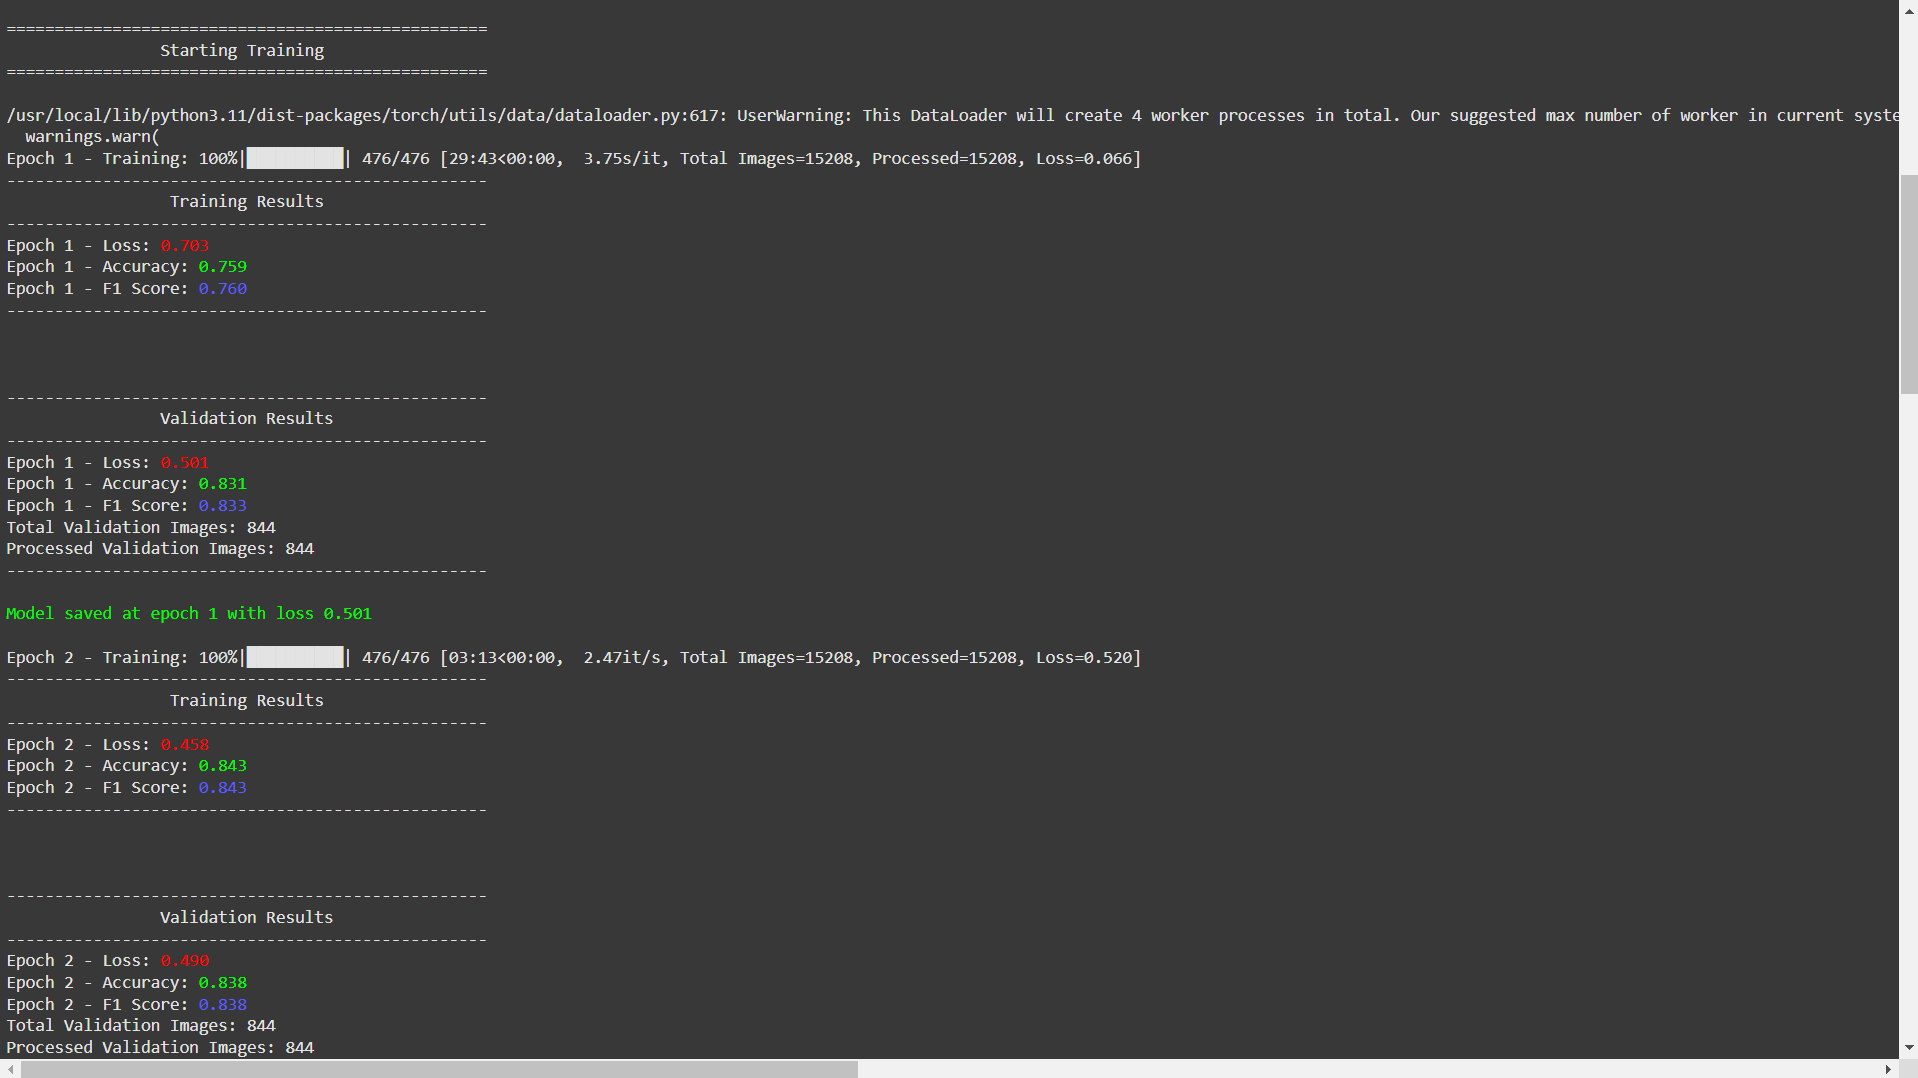 ==================================================
Starting Training
==================================================
/usr/local/lib/python3.11/dist-packages/torch/utils/data/dataloader.py:617: UserWarning: This DataLoader will create 4 worker processes in total. Our suggested max number of worker in current syste
warnings.warn(
Epoch 1 - Training: 100%|██████████| 476/476 [29:43<00:00,  3.75s/it, Total Images=15208, Processed=15208, Loss=0.066]
--------------------------------------------------
Training Results
--------------------------------------------------
Epoch 1 - Loss: 0.703
Epoch 1 - Accuracy: 0.759
Epoch 1 - F1 Score: 0.760
--------------------------------------------------
--------------------------------------------------
Validation Results
--------------------------------------------------
Epoch 1 - Loss: 0.501
Epoch 1 - Accuracy: 0.831
Epoch 1 - F1 Score: 0.833
Total Validation Images: 844
Processed Validation Images: 844
--------------------------------------------------
Model saved at epoch 1 with loss 0.501
Epoch 2 - Training: 100%|██████████| 476/476 [03:13<00:00,  2.47it/s, Total Images=15208, Processed=15208, Loss=0.520]
--------------------------------------------------
Training Results
--------------------------------------------------
Epoch 2 - Loss: 0.458
Epoch 2 - Accuracy: 0.843
Epoch 2 - F1 Score: 0.843
--------------------------------------------------
--------------------------------------------------
Validation Results
--------------------------------------------------
Epoch 2 - Loss: 0.490
Epoch 2 - Accuracy: 0.838
Epoch 2 - F1 Score: 0.838
Total Validation Images: 844
Processed Validation Images: 844